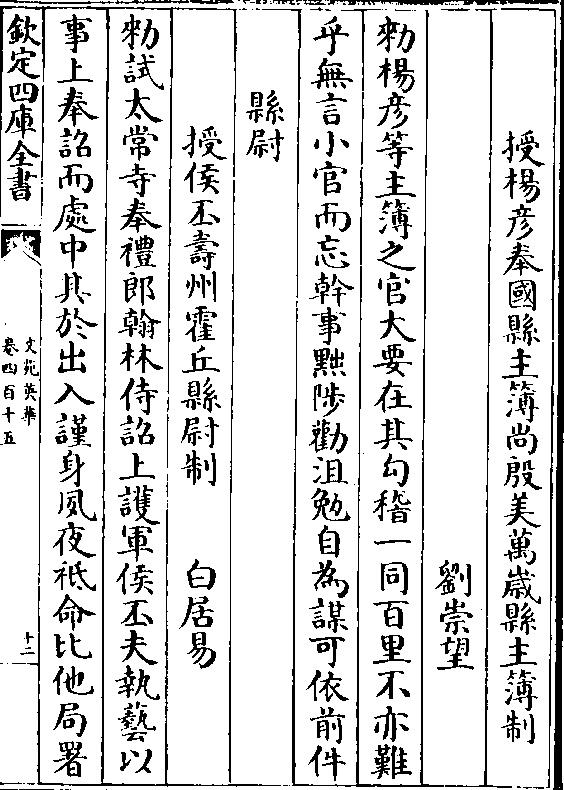 授楊彦奉國縣主簿尚殷美萬歲縣主簿制
劉崇望
勑楊彦等主簿之官大要在其勾稽一同百里不亦難
乎無言小官而忘幹事黜陟勸沮勉自為謀可依前件
縣尉
授侯丕壽州霍丘縣尉制 白居易
勑試太常寺奉禮郎翰林侍詔上護軍侯丕夫執藝以
事上奉詔而處中其於出入謹身夙夜祗命比他局署
欽定四庫全書
文苑英華
卷四百十五
十二